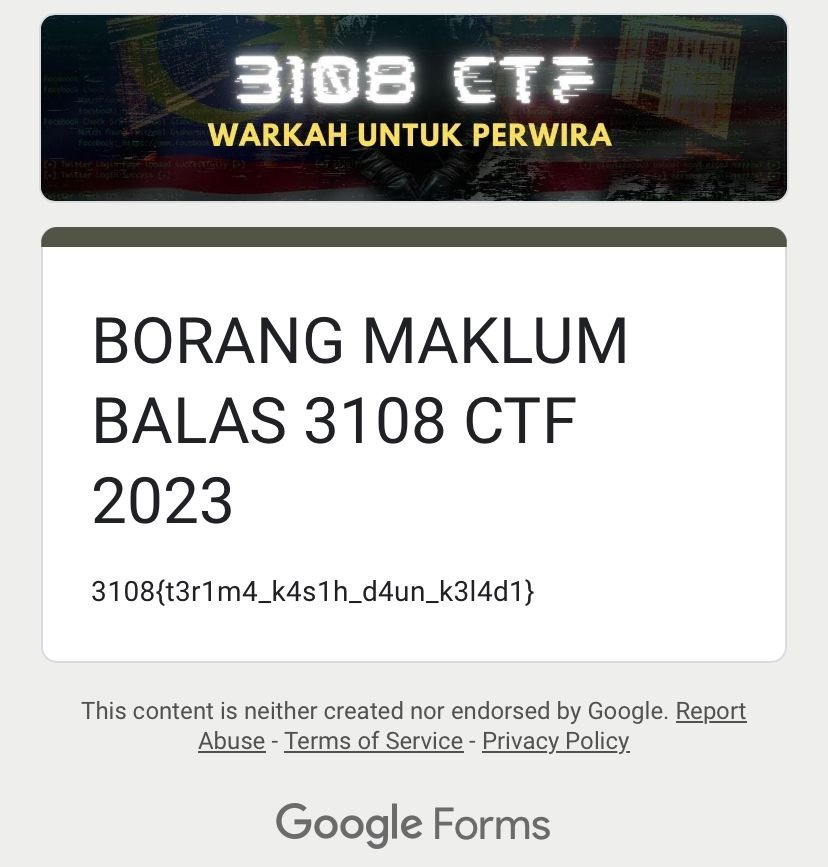 3108 CTF
WARKAH UNTUK PERWIRA
BORANG MAKLUM
BALAS 3108 CTF
2023
3108{t3r1m4_k4s1h_d4un_k3l4d1}
This content is neither created nor endorsed by Google. Report
Abuse - Terms of Service - Privacy Policy
Google Forms